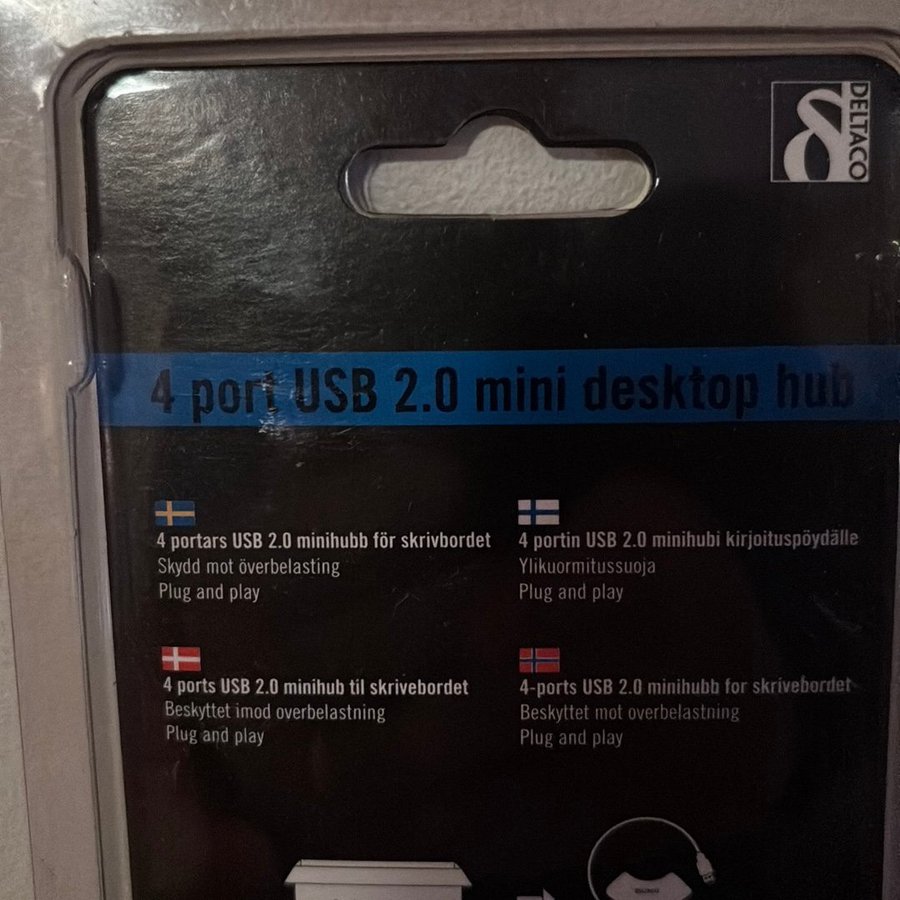 DELTACO
4 port USB 2.0 mini desktop hub
4 portars USB 2.0 minihubb för skrivbordet
Skydd mot överbelasting
Plug and play
4 portin USB 2.0 minihubi kirjoituspöydälle
Ylikuormitussuoja
Plug and play
4 ports USB 2.0 minihub til skrivebordet
Beskyttet imod overbelastning
Plug and play
4-ports USB 2.0 minihubb for skrivebordet
Beskyttet mot overbelastning
Plug and play
DELTACO